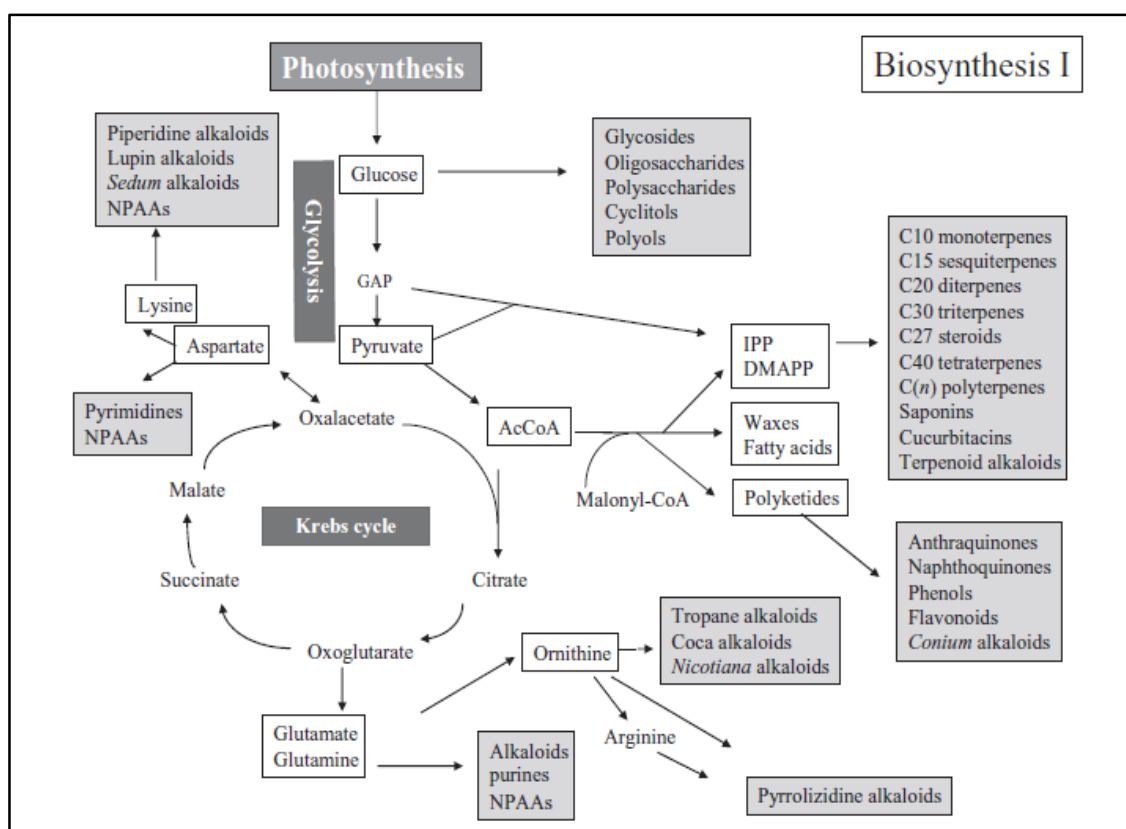 Photosynthesis
Biosynthesis I
Piperidine alkaloids
Lupin alkaloids
Sedum alkaloids
NPAAs
Glucose
Glycosides
Oligosaccharides
Polysaccharides
Cyclitols
Polyols
Glycolysis
GAP
C10 monoterpenes
C15 sesquiterpenes
C20 diterpenes
C30 triterpenes
C27 steroids
C40 tetraterpenes
C(n) polyterpenes
Saponins
Cucurbitacins
Terpenoid alkaloids
Lysine
Aspartate
Pyruvate
IPP
DMAPP
Pyrimidines
NPAAs
Oxalacetate
AcCoA
Waxes
Fatty acids
Malate
Malonyl-CoA
Polyketides
Krebs cycle
Anthraquinones
Naphthoquinones
Phenols
Flavonoids
Conium alkaloids
Succinate
Citrate
Oxoglutarate
Ornithine
Tropane alkaloids
Coca alkaloids
Nicotiana alkaloids
Glutamate
Glutamine
Arginine
Alkaloids
purines
NPAAs
Pyrrolizidine alkaloids